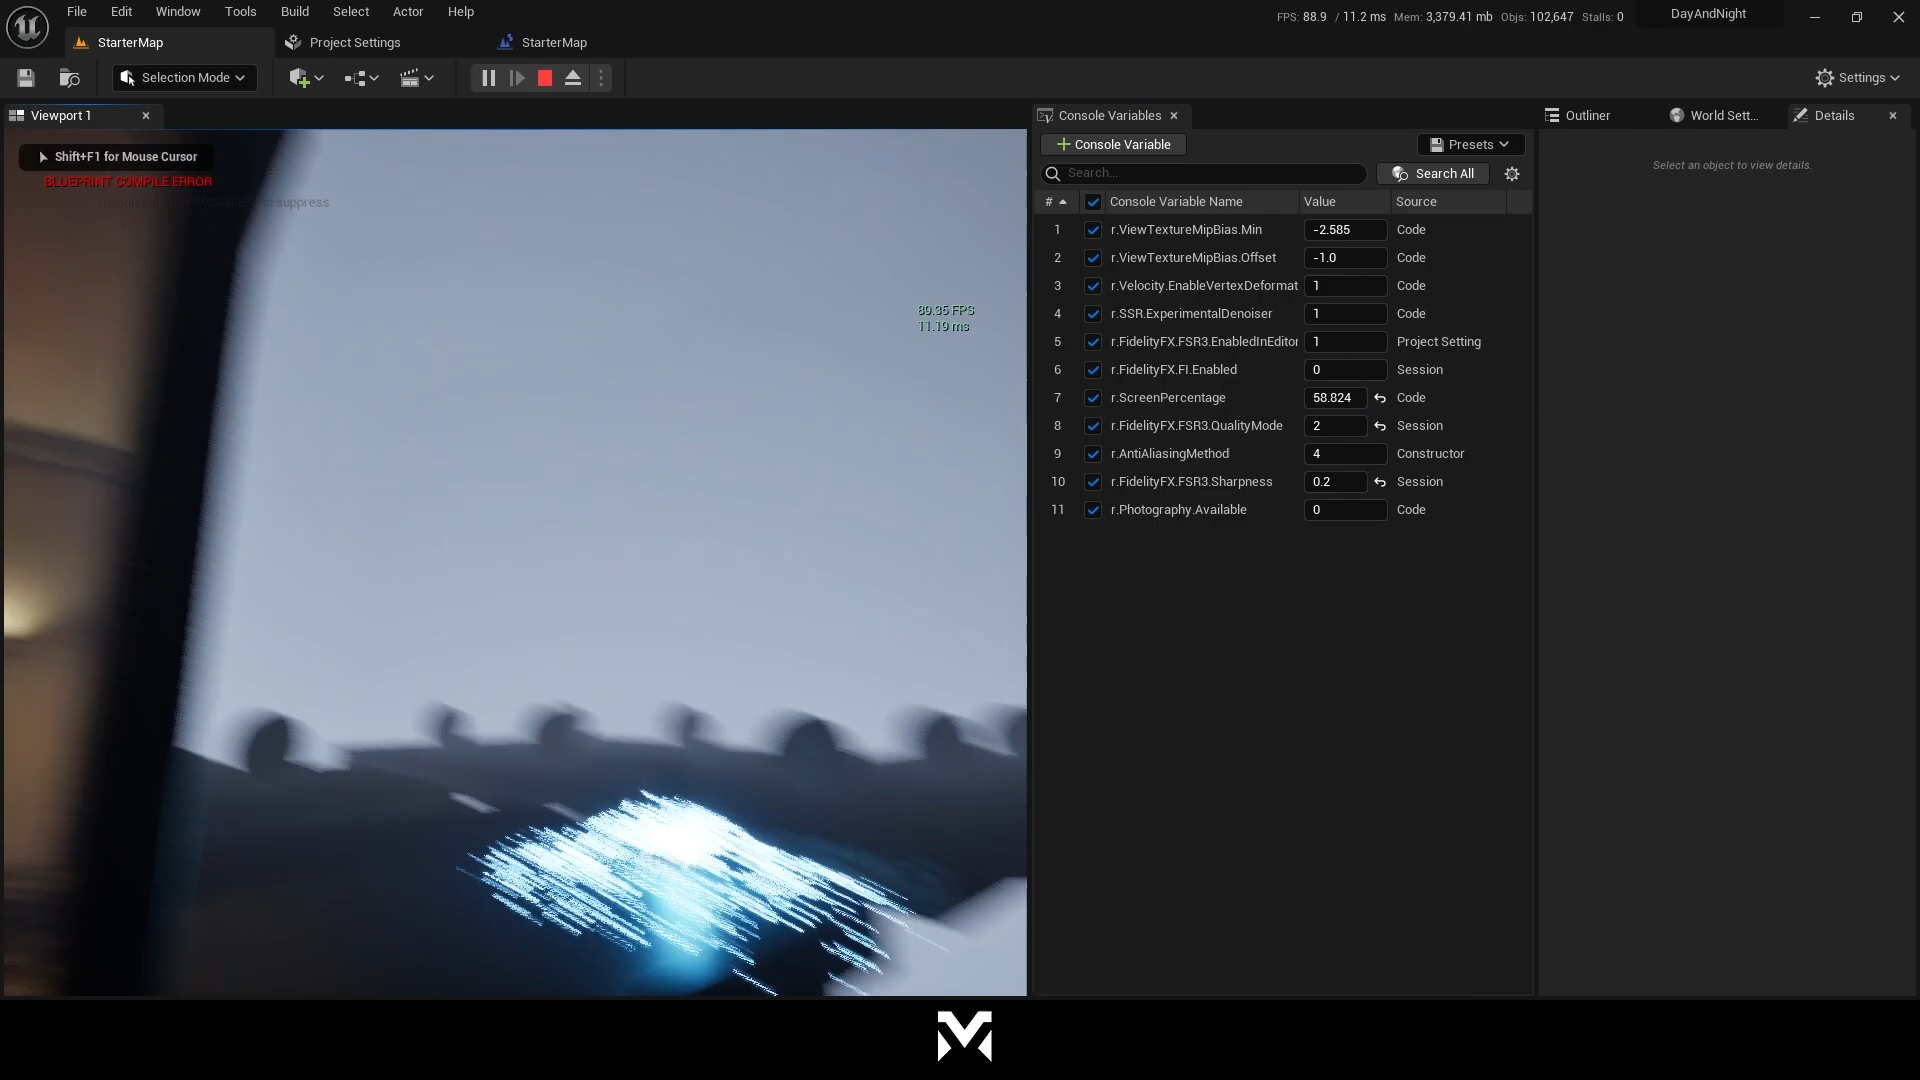 File Edit Window Tools Build Select Actor Help
FPS: 88.9 / 11.2 ms Mem: 3,379.41 mb Objs: 102,647 Stalls: 0
DayAndNight
StarterMap
Project Settings
StarterMap
Selection Mode
Settings
Viewport 1
Shift+F1 for Mouse Cursor
BLUEPRINT COMPILE ERROR
to suppress
89.35 FPS
11.19 ms
Console Variables
Console Variable
Presets
Search...
Search All
# Console Variable Name Value Source
1 r.ViewTextureMipBias.Min -2.585 Code
2 r.ViewTextureMipBias.Offset -1.0 Code
3 r.Velocity.EnableVertexDeformat 1 Code
4 r.SSR.ExperimentalDenoiser 1 Code
5 r.FidelityFX.FSR3.EnabledInEditor 1 Project Setting
6 r.FidelityFX.FI.Enabled 0 Session
7 r.ScreenPercentage 58.824 Code
8 r.FidelityFX.FSR3.QualityMode 2 Session
9 r.AntiAliasingMethod 4 Constructor
10 r.FidelityFX.FSR3.Sharpness 0.2 Session
11 r.Photography.Available 0 Code
Outliner
World Sett...
Details
Select an object to view details.